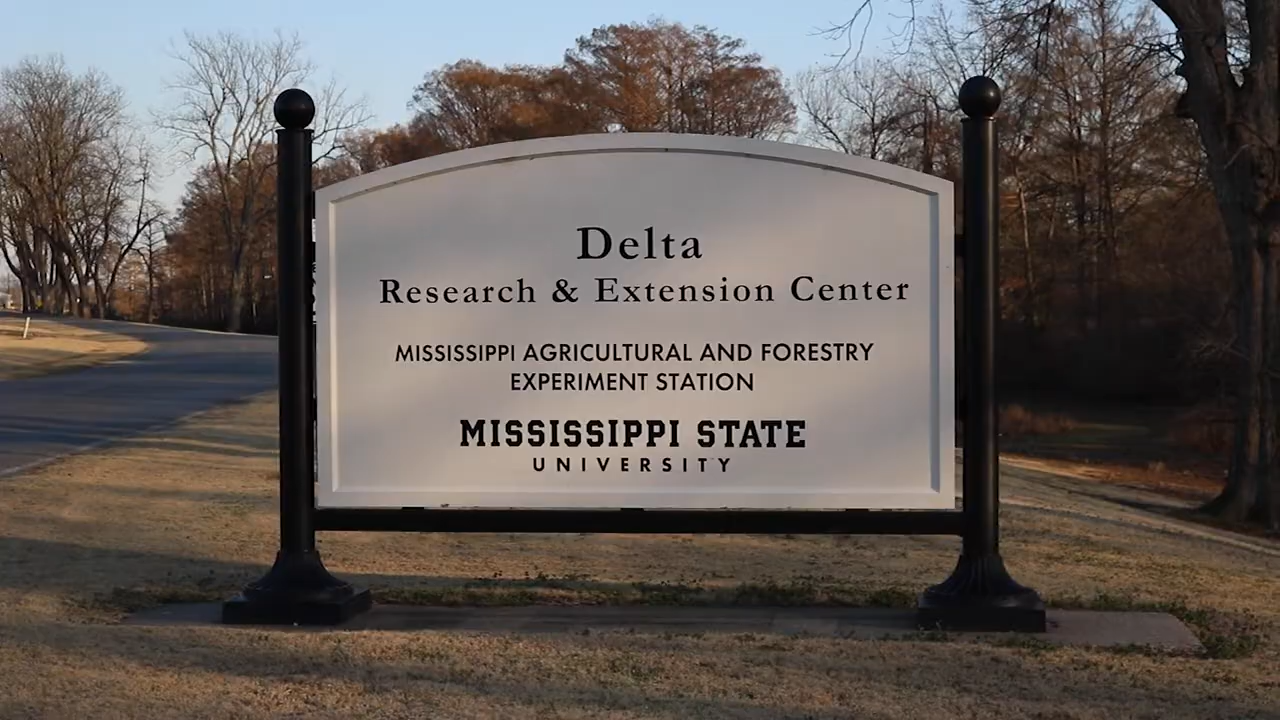 Delta
Research & Extension Center
MISSISSIPPI AGRICULTURAL AND FORESTRY
EXPERIMENT STATION
MISSISSIPPI STATE
UNIVERSITY